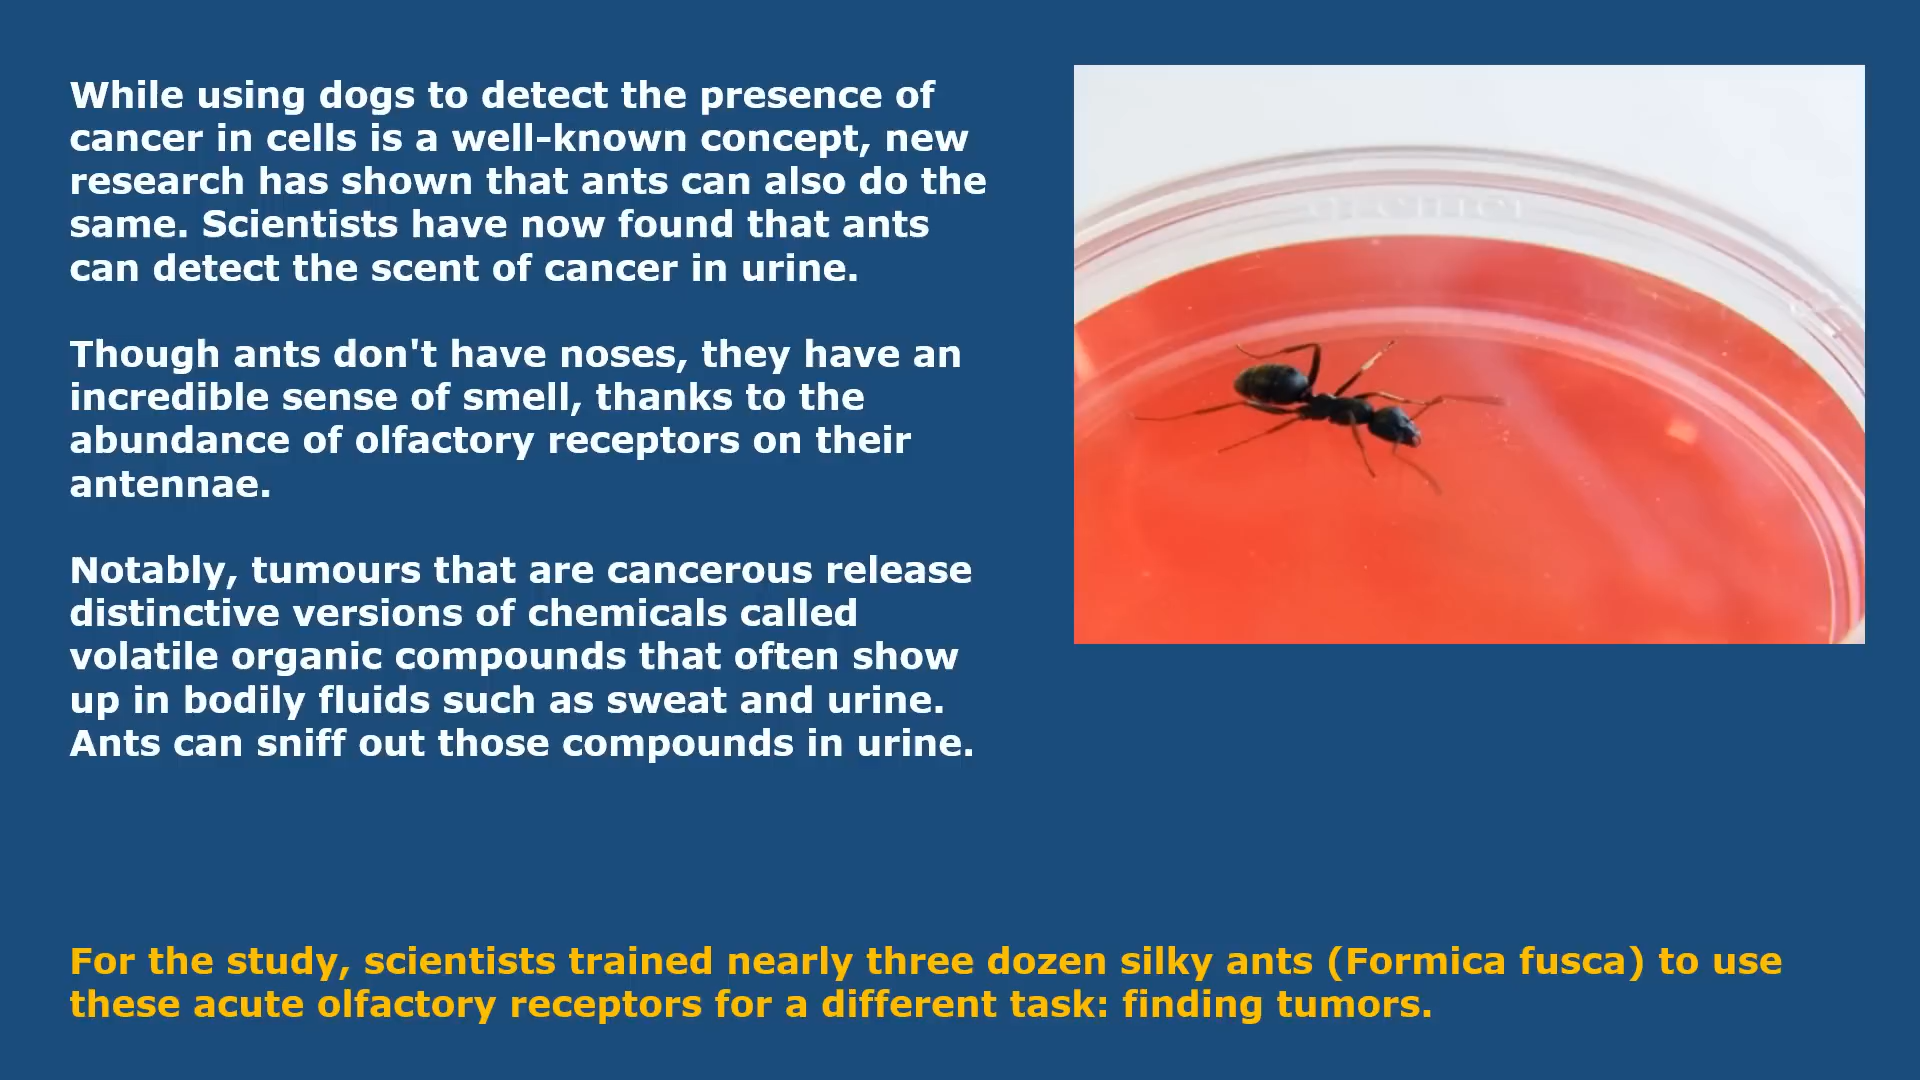 While using dogs to detect the presence of
cancer in cells is a well-known concept, new
research has shown that ants can also do the
same. Scientists have now found that ants
can detect the scent of cancer in urine.
Though ants don't have noses, they have an
incredible sense of smell, thanks to the
abundance of olfactory receptors on their
antennae.
Notably, tumours that are cancerous release
distinctive versions of chemicals called
volatile organic compounds that often show
up in bodily fluids such as sweat and urine.
Ants can sniff out those compounds in urine.
For the study, scientists trained nearly three dozen silky ants (Formica fusca) to use
these acute olfactory receptors for a different task: finding tumors.